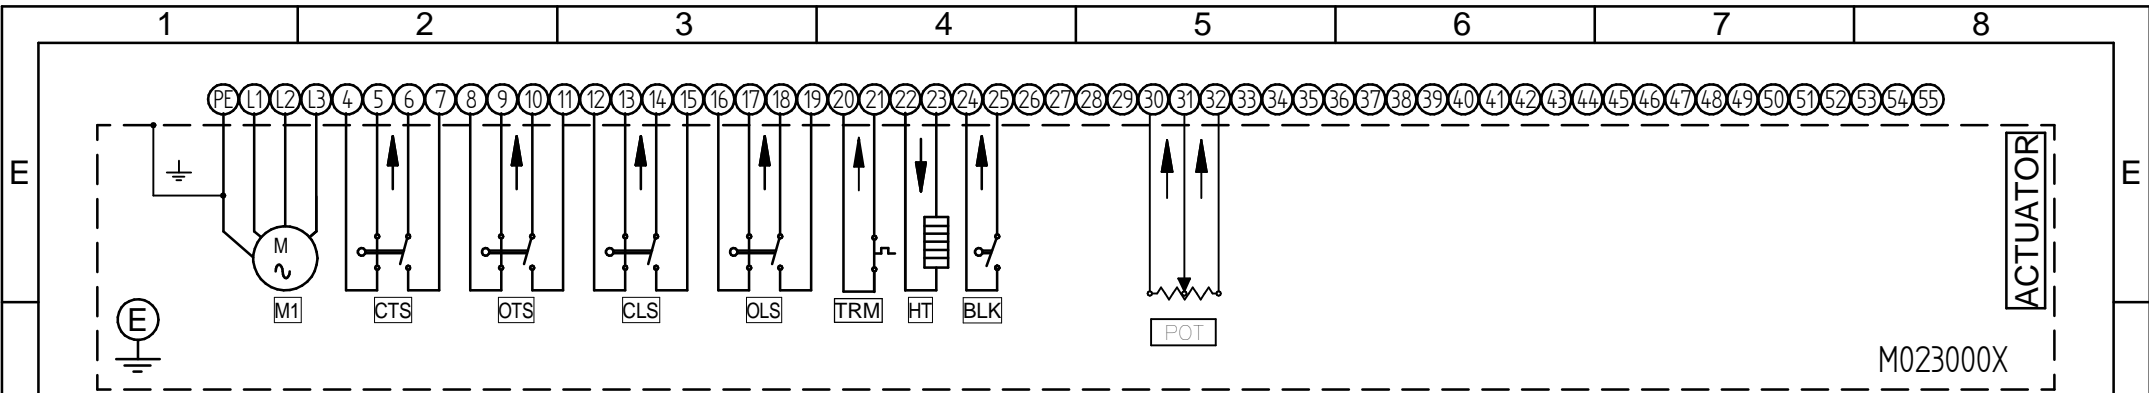 1 2 3 4 5 6 7 8
PE L1 L2 L3 4 5 6 7 8 9 10 11 12 13 14 15 16 17 18 19 20 21 22 23 24 25 26 27 28 29 30 31 32 33 34 35 36 37 38 39 40 41 42 43 44 45 46 47 48 49 50 51 52 53 54 55
E
E
ACTUATOR
M
M1 CTS OTS CLS OLS TRM HT BLK
E
POT
M023000X